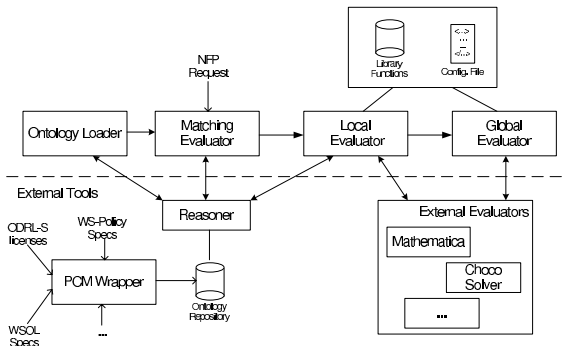 NFP
Request
Library
Functions
<...>
...
...
</...>
Config. File
Ontology Loader
Matching
Evaluator
Local
Evaluator
Global
Evaluator
External Tools
Reasoner
ODRL-S
licenses
WS-Policy
Specs
PCM Wrapper
WSOL
Specs
...
Ontology
Repository
External Evaluators
Mathematica
Choco
Solver
...